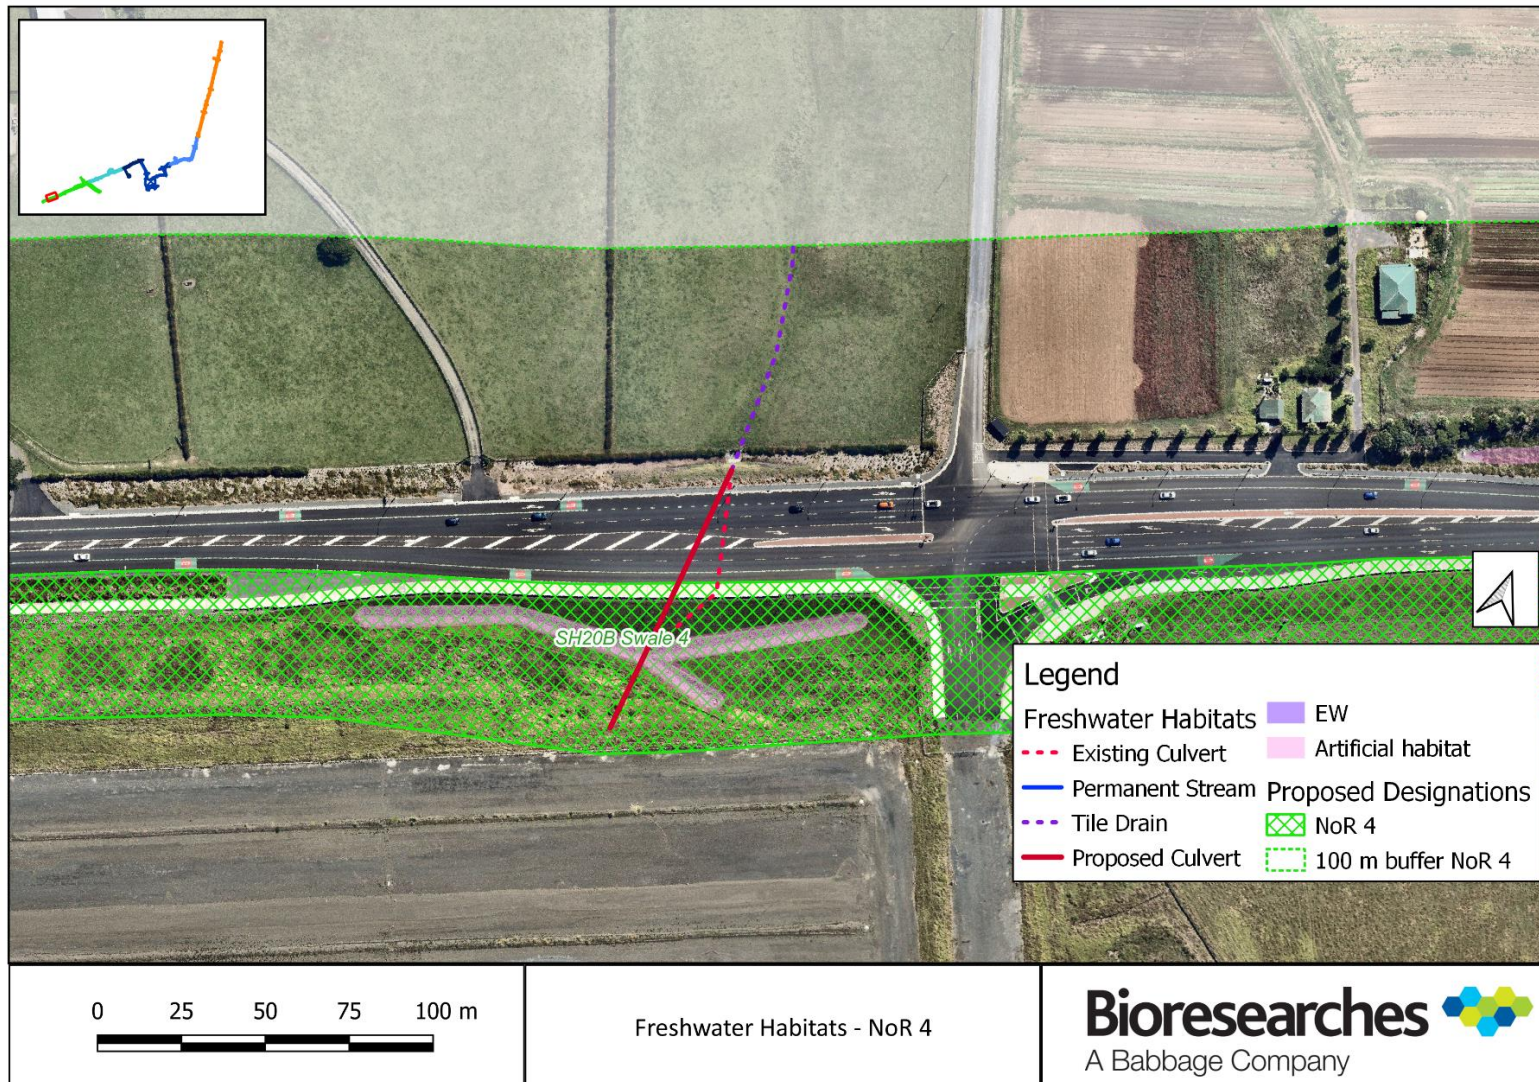 SH20B Swale 4
Legend
Freshwater Habitats
Existing Culvert
Permanent Stream
Tile Drain
Proposed Culvert
EW
Artificial habitat
Proposed Designations
NoR 4
100 m buffer NoR 4
0 25 50 75 100 m
Freshwater Habitats - NoR 4
Bioresearches
A Babbage Company